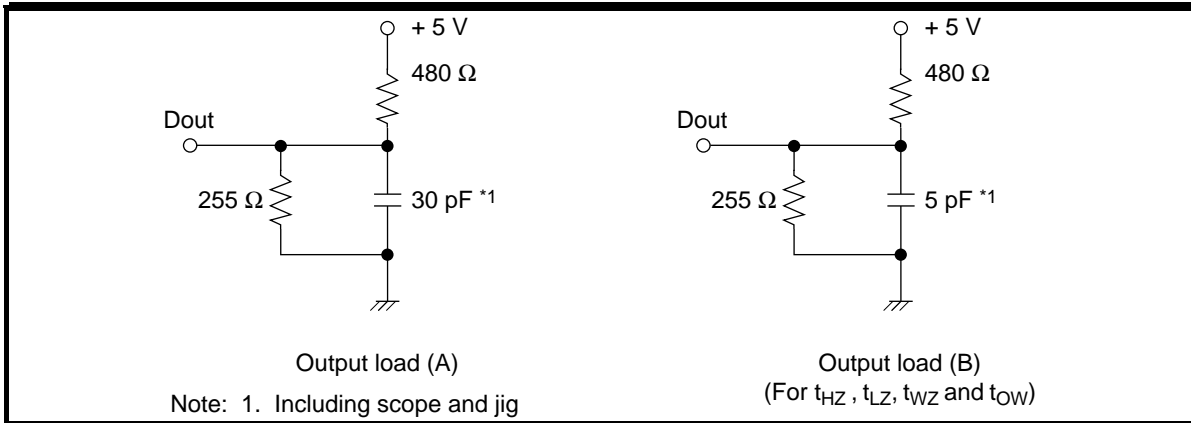 + 5 V
480 Ω
Dout
255 Ω
30 pF *1
Output load (A)
Note: 1. Including scope and jig
+ 5 V
480 Ω
Dout
255 Ω
5 pF *1
Output load (B)
(For tHZ , tLZ, tWZ and tOW)